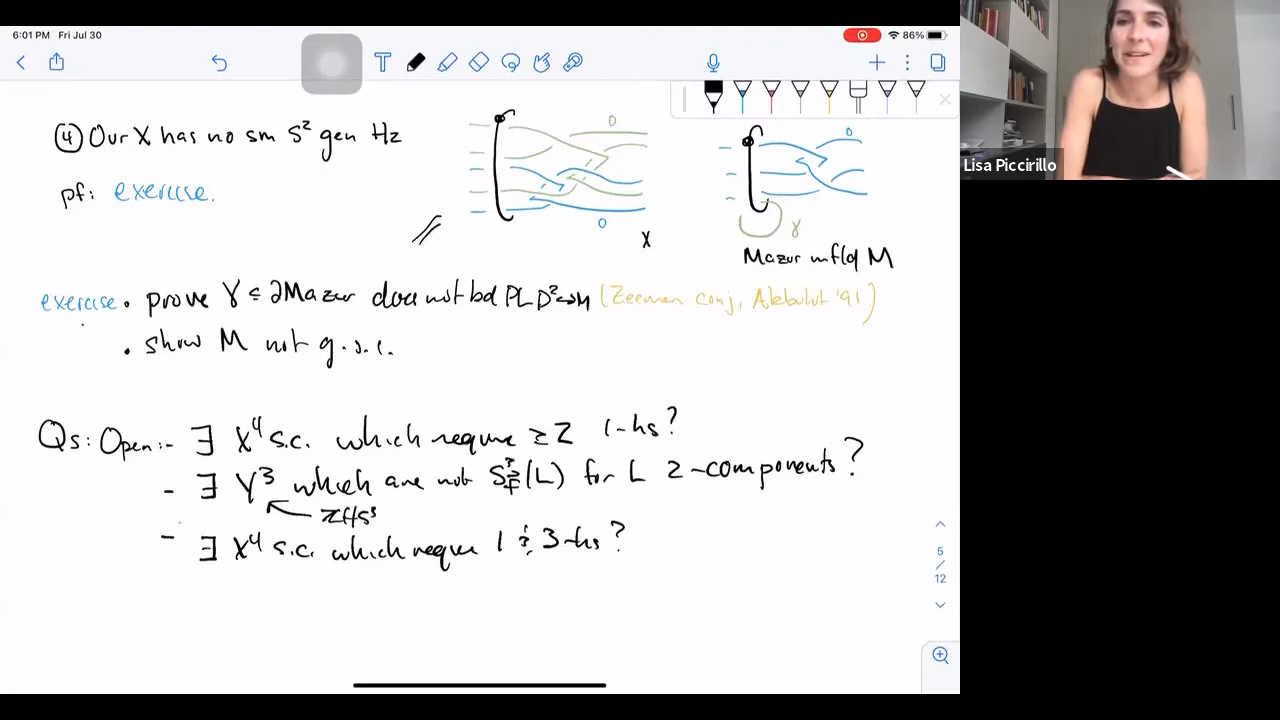 6:01 PM Fri Jul 30
86%
T
④ Our X has no sm S² gen H₂
pf: exercise.
0
0
X
0
γ
Mazur mfld M
Lisa Piccirillo
exercise • prove γ ⊆ ∂Mazur does not bd PL D² ↪ M (Zeeman conj, Akbulut '91)
• show M not g.s.c.
Qs: Open: - ∃ X⁴ s.c. which require ≥2 1-hs?
- ∃ Y³ which are not S³(L) for L 2-components?
ZHS³
- ∃ X⁴ s.c. which require 1 & 3-hs?
5
/
12